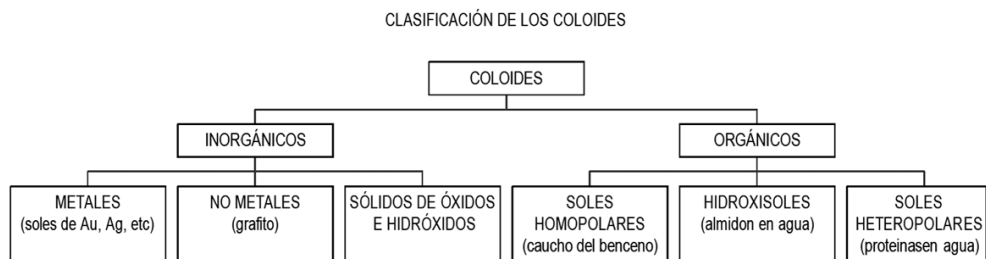 CLASIFICACIÓN DE LOS COLOIDES
COLOIDES
INORGÁNICOS
ORGÁNICOS
METALES
(soles de Au, Ag, etc)
NO METALES
(grafito)
SÓLIDOS DE ÓXIDOS
E HIDRÓXIDOS
SOLES
HOMOPOLARES
(caucho del benceno)
HIDROXISOLES
(almidon en agua)
SOLES
HETEROPOLARES
(proteinasen agua)